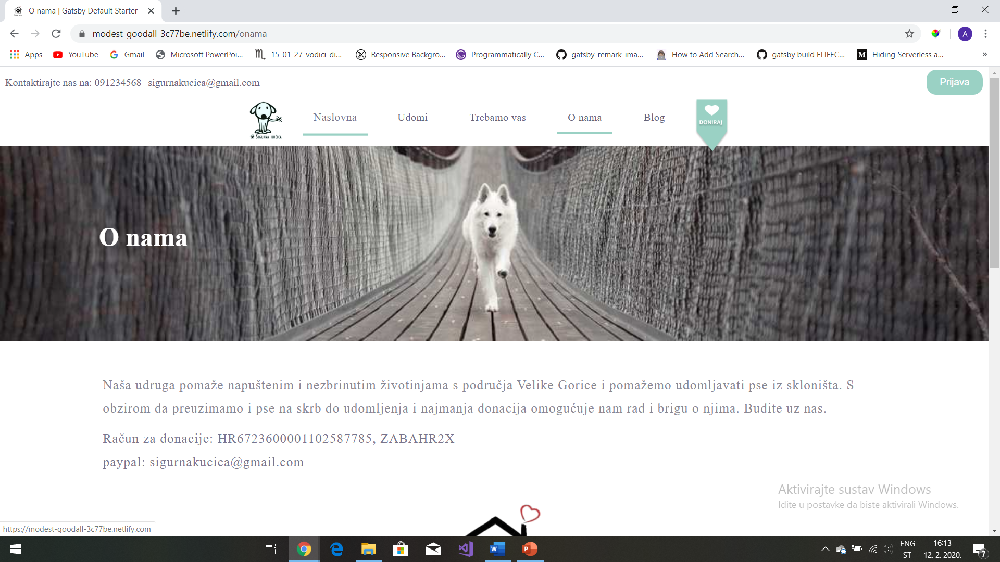 O nama | Gatsby Default Starter
modest-goodall-3c77be.netlify.com/onama
A
Apps YouTube Gmail Microsoft PowerPoi... 15_01_27_vodici_di... Responsive Backgro... Programmatically C... gatsby-remark-ima... How to Add Search... gatsby build ELIFEC... Hiding Serverless a... »
Kontaktirajte nas na: 091234568 sigurnakucica@gmail.com
Prijava
Naslovna Udomi Trebamo vas O nama Blog
DONIRAJ
SIGURNA KUĆICA
O nama
Naša udruga pomaže napuštenim i nezbrinutim životinjama s područja Velike Gorice i pomažemo udomljavati pse iz skloništa. S
obzirom da preuzimamo i pse na skrb do udomljenja i najmanja donacija omogućuje nam rad i brigu o njima. Budite uz nas.
Račun za donacije: HR6723600001102587785, ZABAHR2X
paypal: sigurnakucica@gmail.com
Aktivirajte sustav Windows
Idite u postavke da biste aktivirali Windows.
https://modest-goodall-3c77be.netlify.com
ENG
ST
16:13
12. 2. 2020.
7